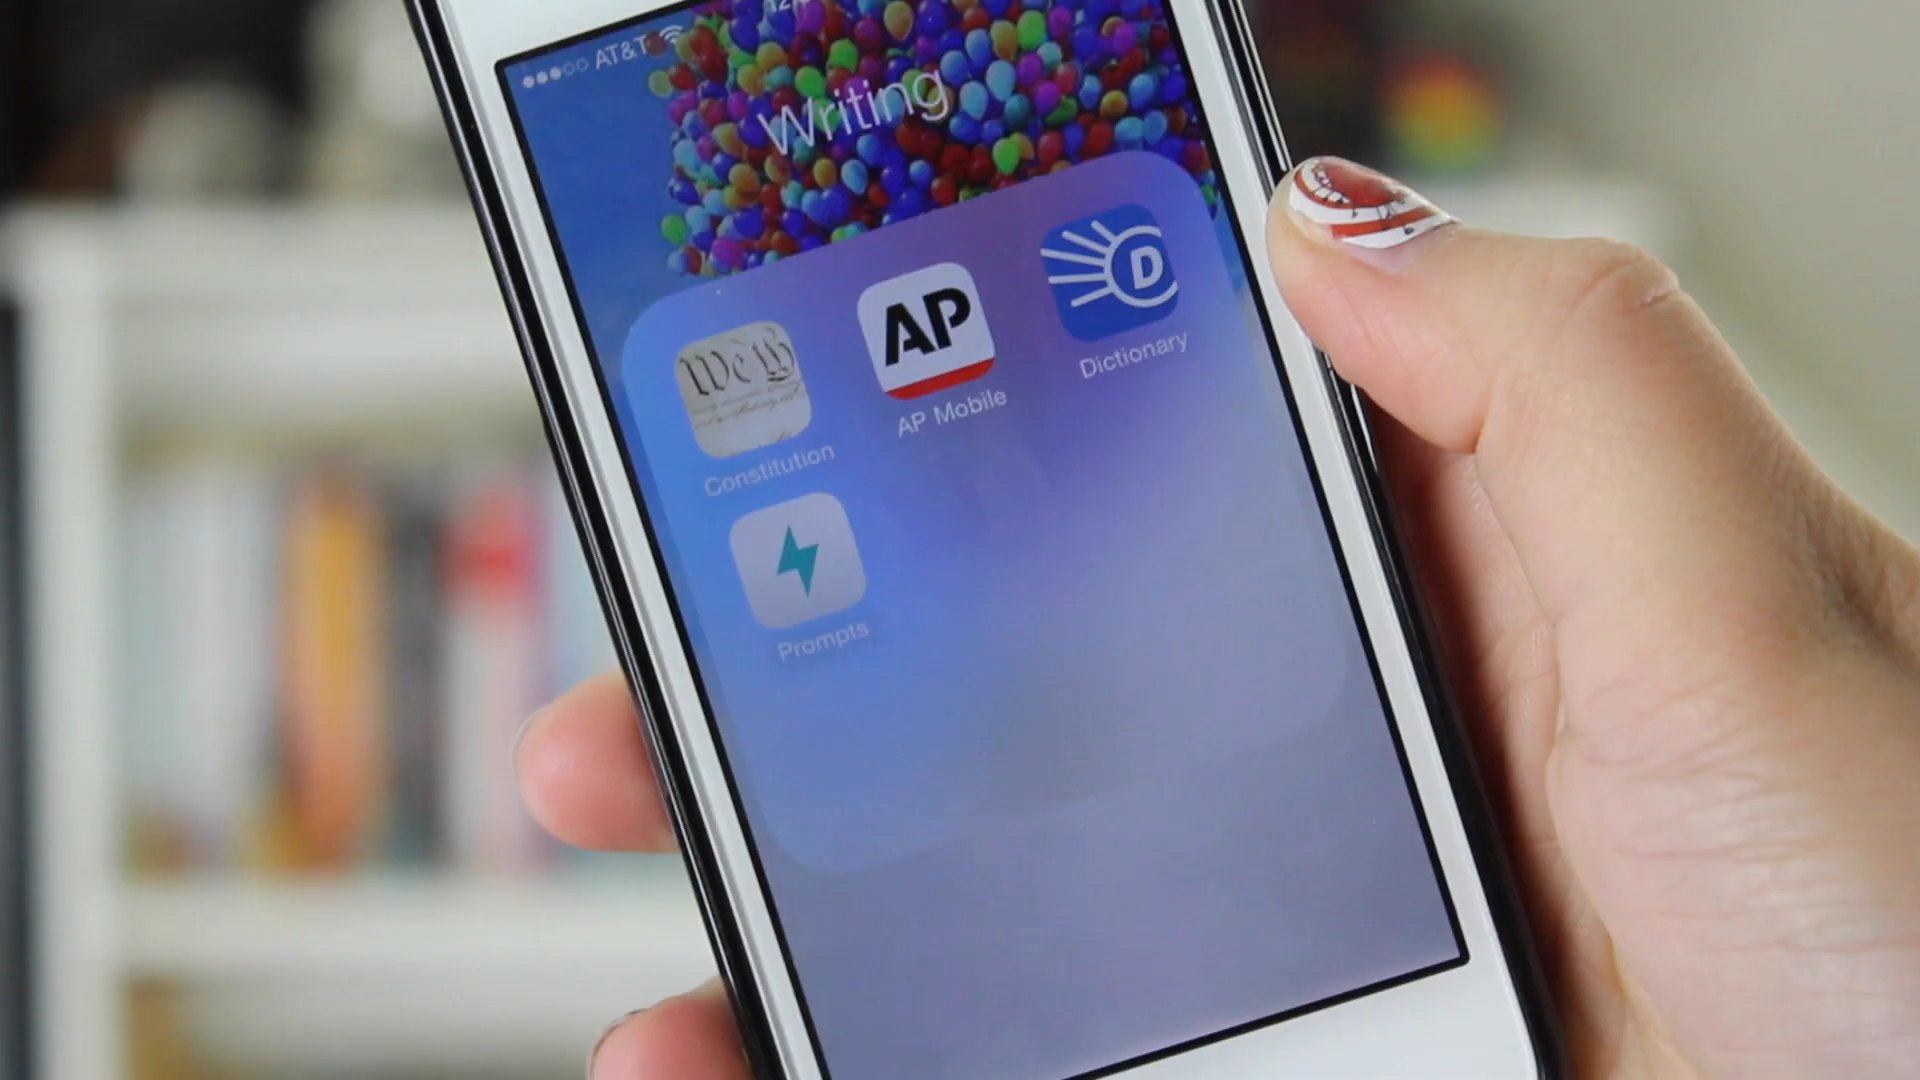 AT&T
Writing
We the
AP
D
Constitution
AP Mobile
Dictionary
Prompts